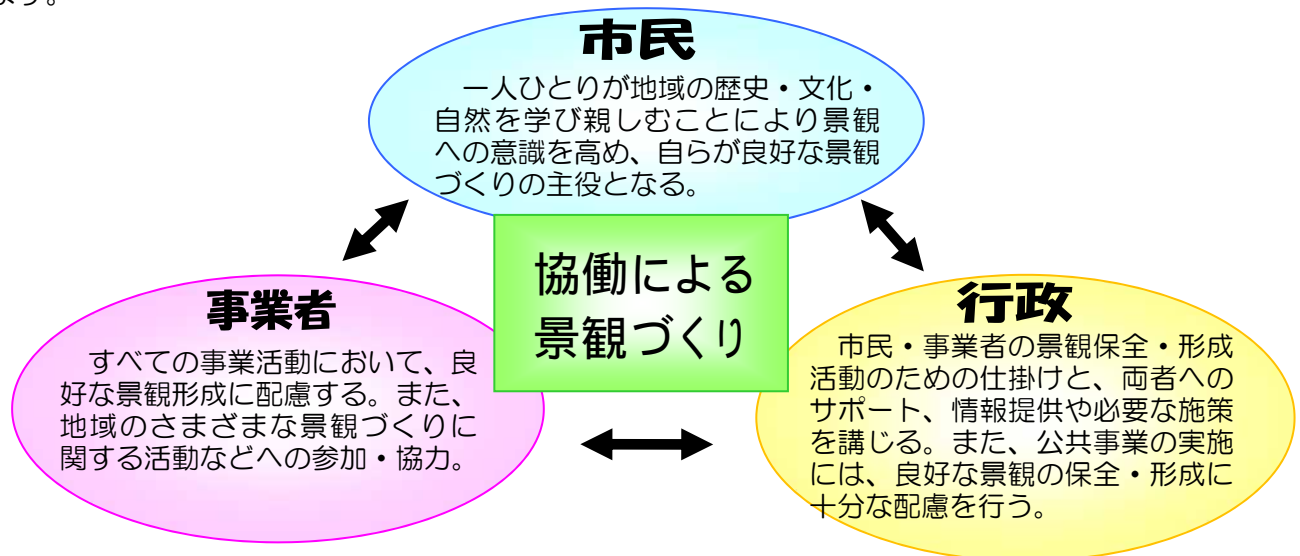 ます。
市民
一人ひとりが地域の歴史・文化・
自然を学び親しむことにより景観
への意識を高め、自らが良好な景観
づくりの主役となる。
協働による
景観づくり
事業者
すべての事業活動において、良
好な景観形成に配慮する。また、
地域のさまざまな景観づくりに
関する活動などへの参加・協力。
行政
市民・事業者の景観保全・形成
活動のための仕掛けと、両者への
サポート、情報提供や必要な施策
を講じる。また、公共事業の実施
には、良好な景観の保全・形成に
十分な配慮を行う。